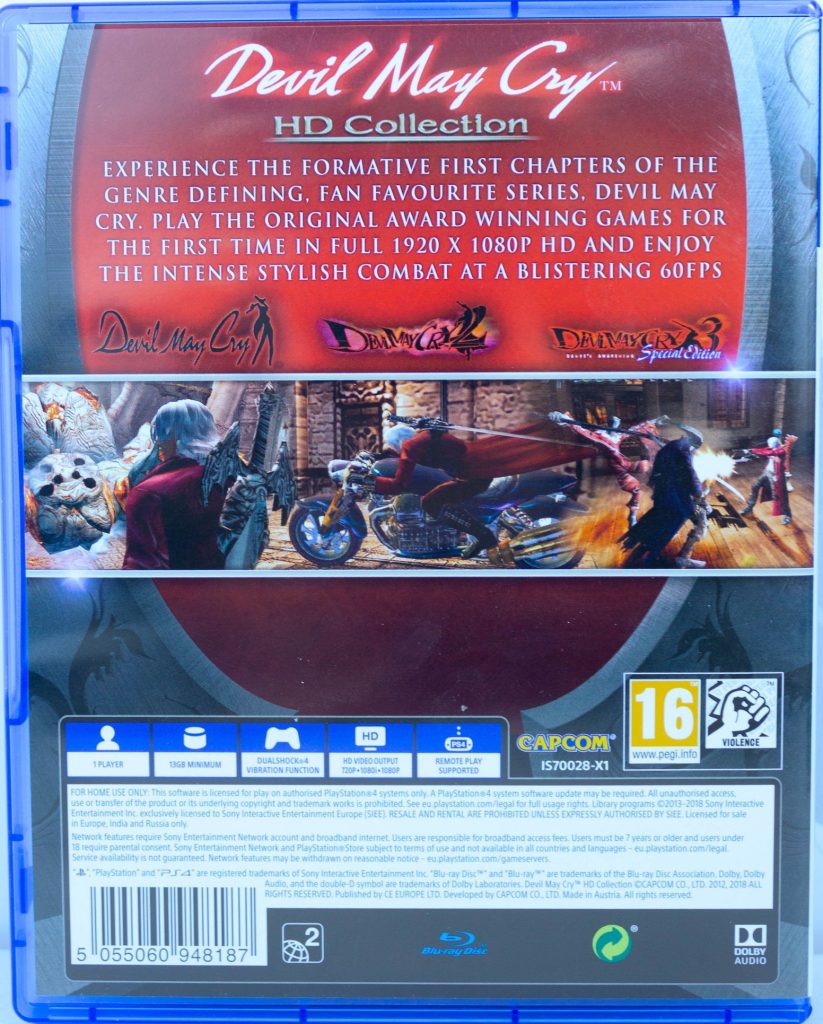 Devil May Cry™
HD Collection
EXPERIENCE THE FORMATIVE FIRST CHAPTERS OF THE
GENRE DEFINING, FAN FAVOURITE SERIES, DEVIL MAY
CRY. PLAY THE ORIGINAL AWARD WINNING GAMES FOR
THE FIRST TIME IN FULL 1920 X 1080P HD AND ENJOY
THE INTENSE STYLISH COMBAT AT A BLISTERING 60FPS
Devil May Cry
DEVIL MAY CRY 2
DEVIL MAY CRY 3
DANTE'S AWAKENING Special Edition
1 PLAYER
13GB MINIMUM
DUALSHOCK®4
VIBRATION FUNCTION
HD
HD VIDEO OUTPUT
720P•1080i•1080P
PS4
REMOTE PLAY
SUPPORTED
CAPCOM®
IS70028-X1
16™
www.pegi.info
VIOLENCE
™
FOR HOME USE ONLY: This software is licensed for play on authorised PlayStation®4 systems only. A PlayStation®4 system software update may be required. All unauthorised access,
use or transfer of the product or its underlying copyright and trademark works is prohibited. See eu.playstation.com/legal for full usage rights. Library programs ©2013-2018 Sony Interactive
Entertainment Inc. exclusively licensed to Sony Interactive Entertainment Europe (SIEE). RESALE AND RENTAL ARE PROHIBITED UNLESS EXPRESSLY AUTHORISED BY SIEE. Licensed for sale
in Europe, India and Russia only.
Network features require Sony Entertainment Network account and broadband internet. Users are responsible for broadband access fees. Users must be 7 years or older and users under
18 require parental consent. Sony Entertainment Network and PlayStation®Store subject to terms of use and not available in all countries and languages – eu.playstation.com/legal.
Service availability is not guaranteed. Network features may be withdrawn on reasonable notice – eu.playstation.com/gameservers.
"PS", "PlayStation" and "PS4" are registered trademarks of Sony Interactive Entertainment Inc. "Blu-ray Disc™" and "Blu-ray™" are trademarks of the Blu-ray Disc Association. Dolby, Dolby
Audio, and the double-D symbol are trademarks of Dolby Laboratories. Devil May Cry™ HD Collection ©CAPCOM CO., LTD. 2012, 2018 ALL
RIGHTS RESERVED. Published by CE EUROPE LTD. Developed by CAPCOM CO., LTD. Made in Austria. All rights reserved.
5 055060 948187
2
Blu-ray Disc
®
DOLBY
AUDIO